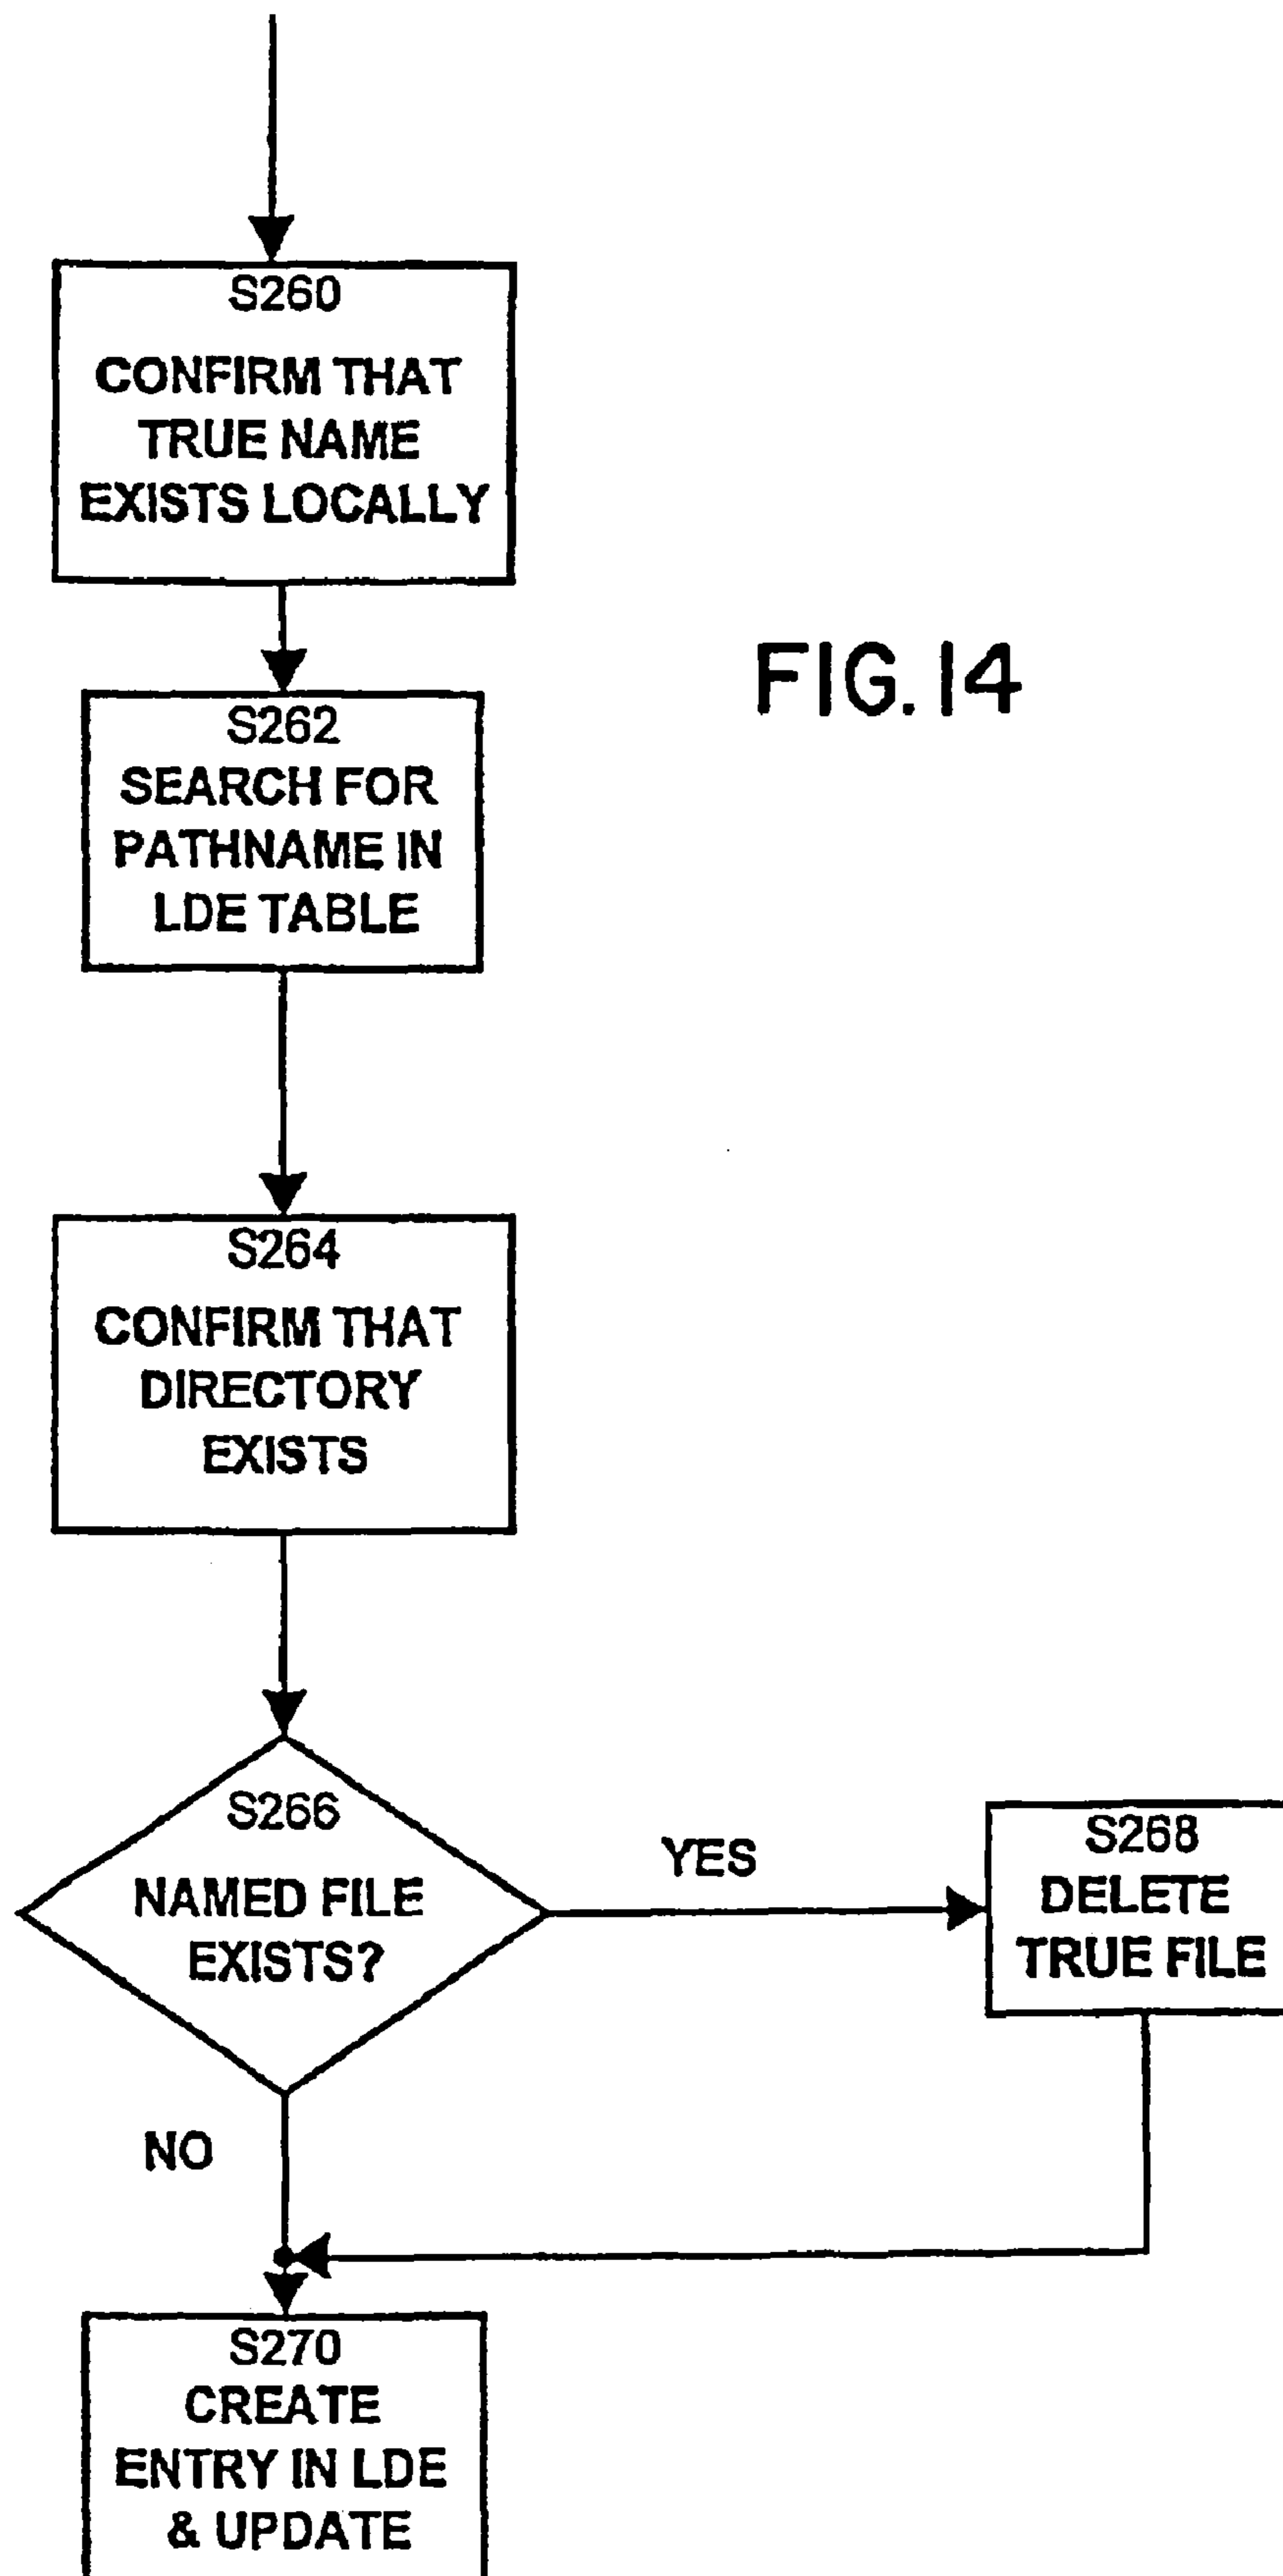 S260
CONFIRM THAT
TRUE NAME
EXISTS LOCALLY
FIG. 14
S262
SEARCH FOR
PATHNAME IN
LDE TABLE
S264
CONFIRM THAT
DIRECTORY
EXISTS
S266
NAMED FILE
EXISTS?
YES
S268
DELETE
TRUE FILE
NO
S270
CREATE
ENTRY IN LDE
& UPDATE